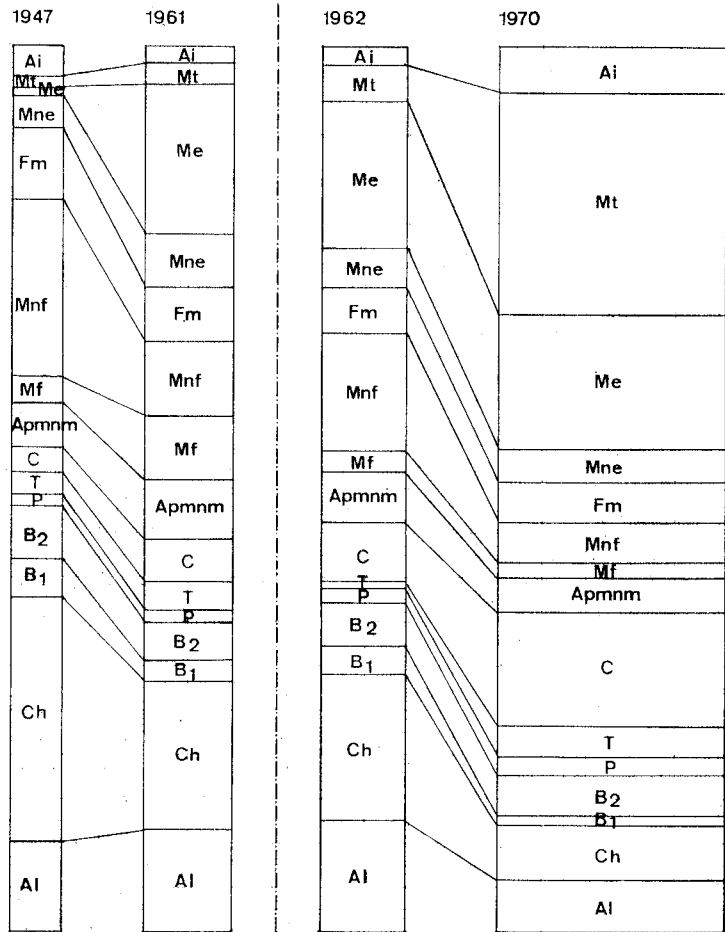 1947
Ai
Mt
Me
Mne
Fm
Mnf
Mf
Apmnm
C
T
P
B2
B1
Ch
Al
1961
Ai
Mt
Me
Mne
Fm
Mnf
Mf
Apmnm
C
T
P
B2
B1
Ch
Al
1962
Ai
Mt
Me
Mne
Fm
Mnf
Mf
Apmnm
C
T
P
B2
B1
Ch
Al
1970
Ai
Mt
Me
Mne
Fm
Mnf
Mf
Apmnm
C
T
P
B2
B1
Ch
Al